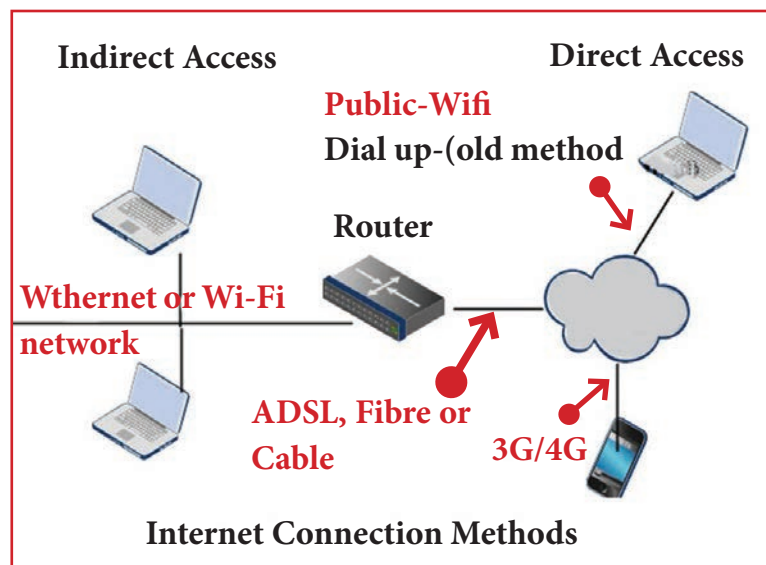 Indirect Access
Direct Access
Public-Wifi
Dial up-(old method
Router
Wthernet or Wi-Fi
network
ADSL, Fibre or
Cable
3G/4G
Internet Connection Methods